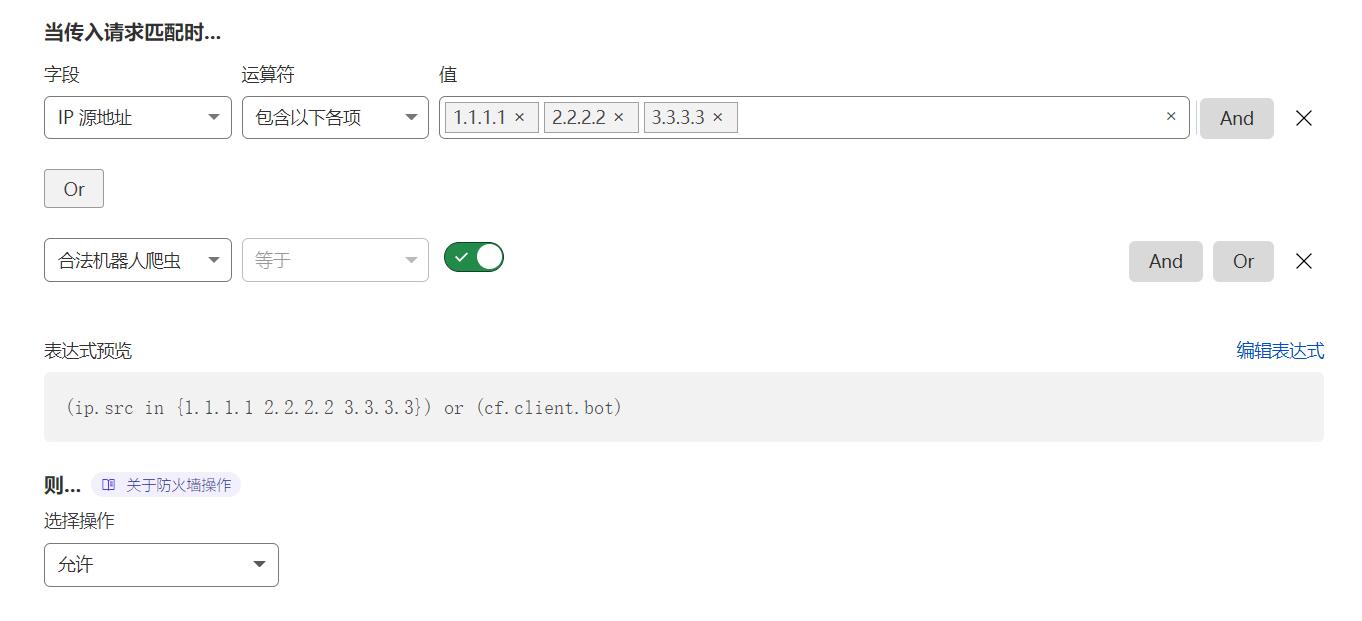 当传入请求匹配时...
字段 运算符 值
IP 源地址 包含以下各项 1.1.1.1 × 2.2.2.2 × 3.3.3.3 × × And
Or
合法机器人爬虫 等于 And Or
表达式预览 编辑表达式
(ip.src in {1.1.1.1 2.2.2.2 3.3.3.3}) or (cf.client.bot)
则... 关于防火墙操作
选择操作
允许